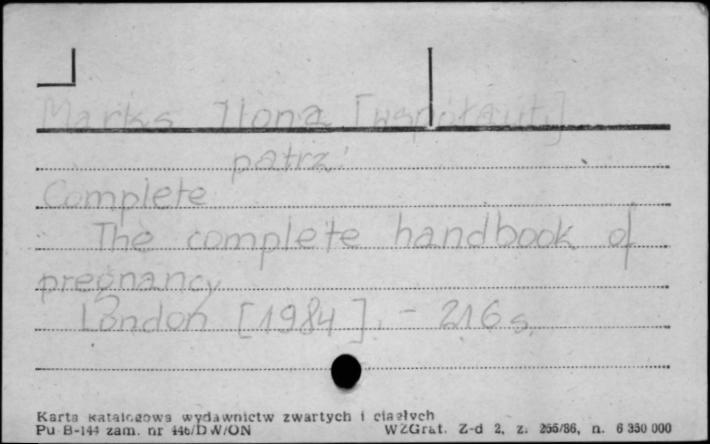 Marks Ilona [współaut.]
patrz:
Complete
The complete handbook of
pregnancy
London [1984]. - 216 s.
Karta katalogowa wydawnictw zwartych i ciągłych
Pu B-144 zam. nr 446/DW/ON WZGraf. Z-d 2, z. 255/86, n. 6 350 000